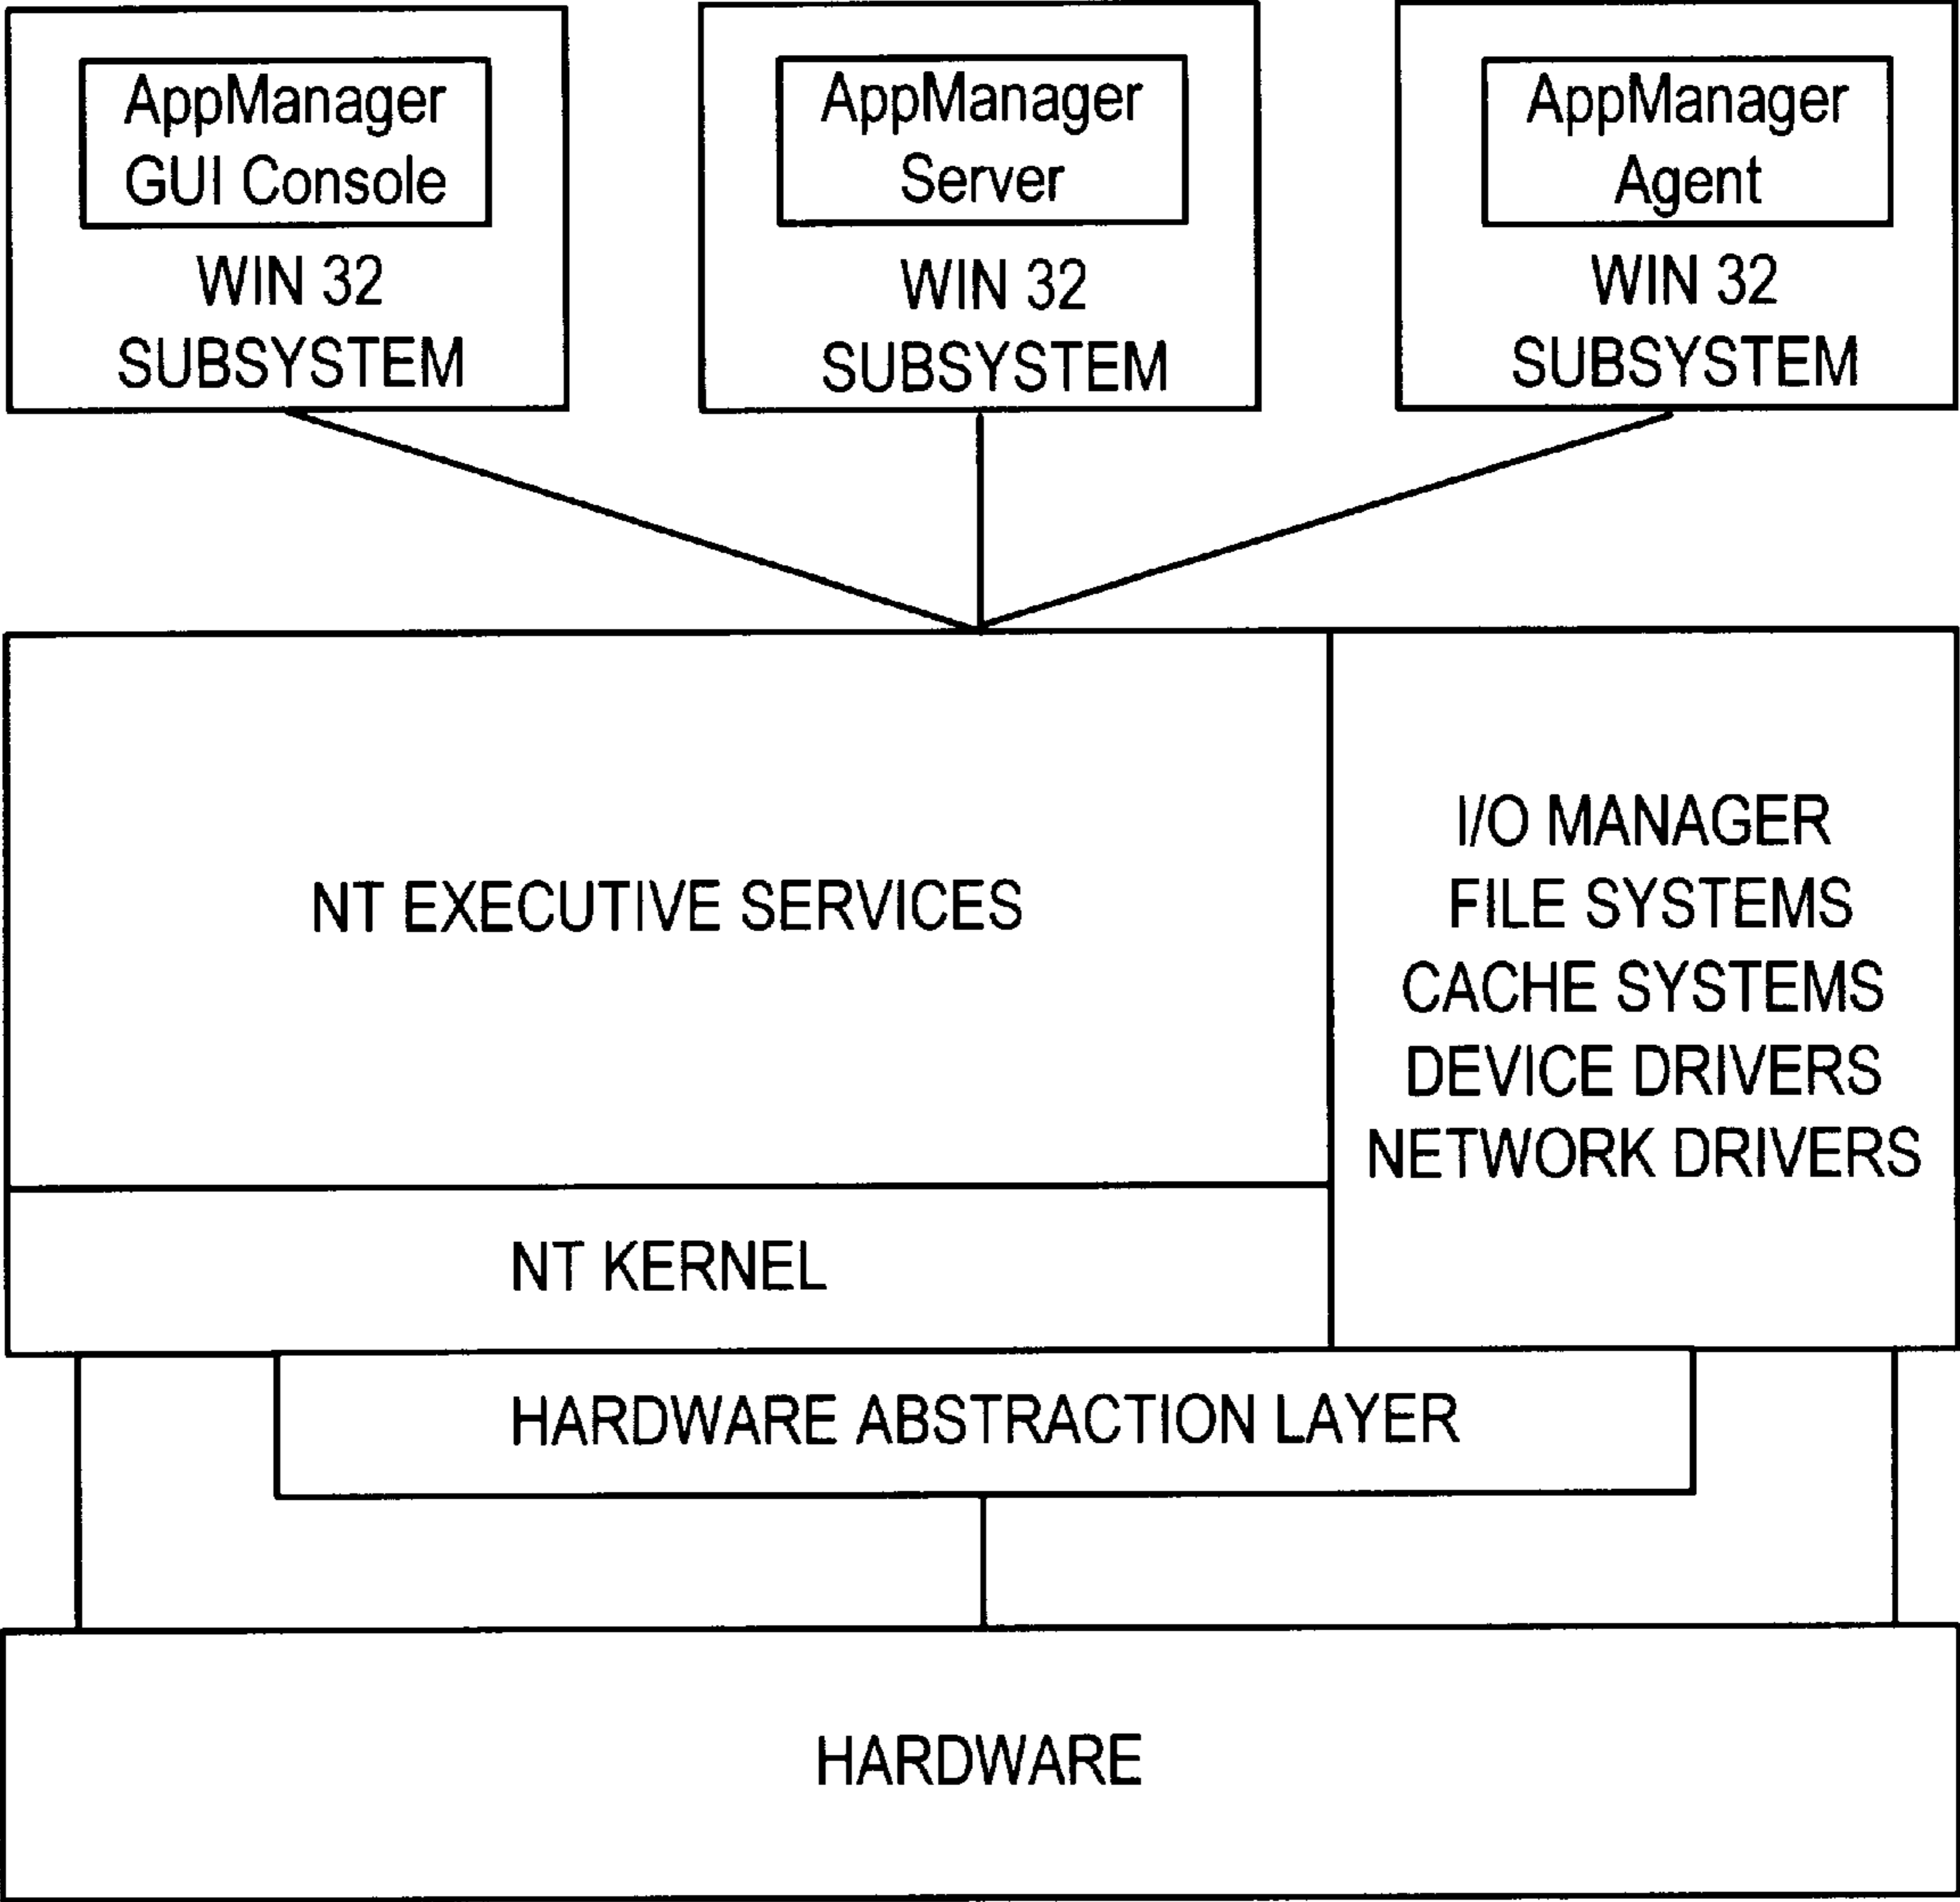 AppManager
GUI Console
WIN 32
SUBSYSTEM
AppManager
Server
WIN 32
SUBSYSTEM
AppManager
Agent
WIN 32
SUBSYSTEM
NT EXECUTIVE SERVICES
I/O MANAGER
FILE SYSTEMS
CACHE SYSTEMS
DEVICE DRIVERS
NETWORK DRIVERS
NT KERNEL
HARDWARE ABSTRACTION LAYER
HARDWARE